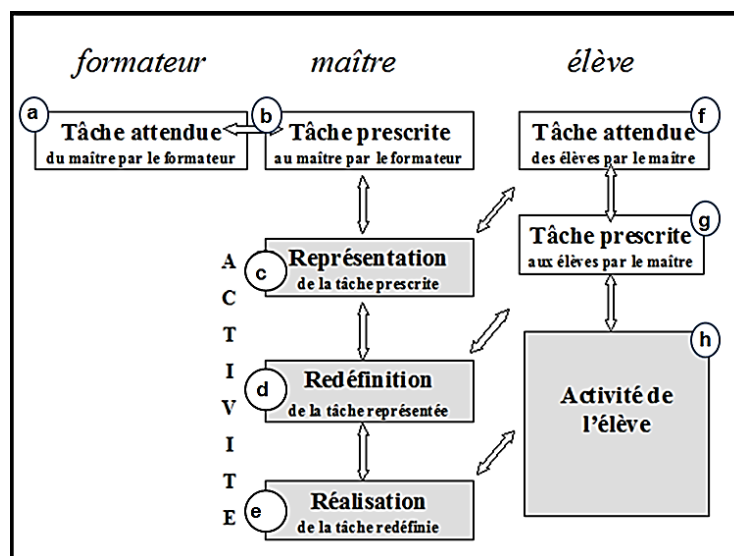 formateur maître élève
a b f
Tâche attendue Tâche prescrite Tâche attendue
du maître par le formateur au maître par le formateur des élèves par le maître
g
Tâche prescrite
aux élèves par le maître
A
C
T
I
V
I
T
E
c
Représentation
de la tâche prescrite
d
Redéfinition
de la tâche représentée
e
Réalisation
de la tâche redéfinie
h
Activité de
l'élève